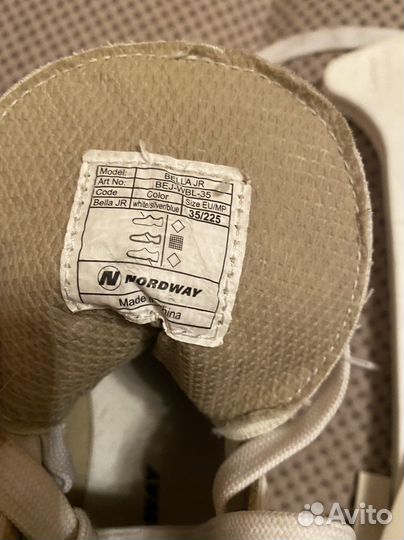 Model: BELLA JR
Art No: BEJ-WBL-35
Code Color Size EU/MP
Bella JR white/silver/blue 35/225
N NORDWAY
Made in China
NORDWAY
Avito